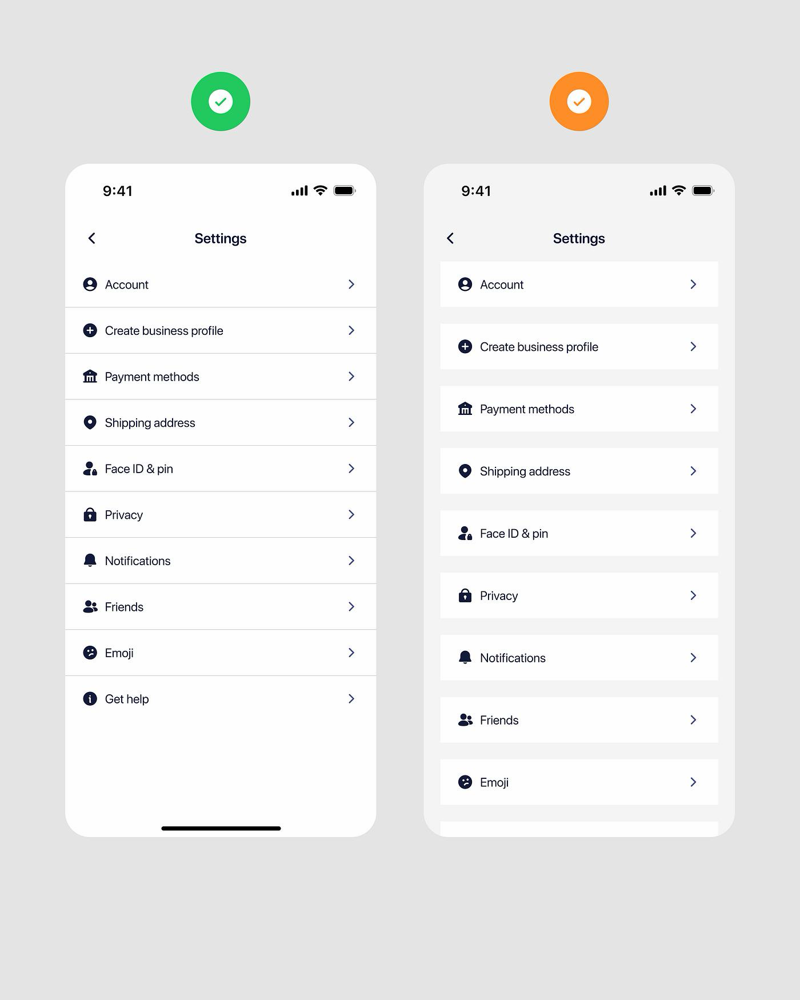 9:41
Settings
Account
Create business profile
Payment methods
Shipping address
Face ID & pin
Privacy
Notifications
Friends
Emoji
Get help
9:41
Settings
Account
Create business profile
Payment methods
Shipping address
Face ID & pin
Privacy
Notifications
Friends
Emoji